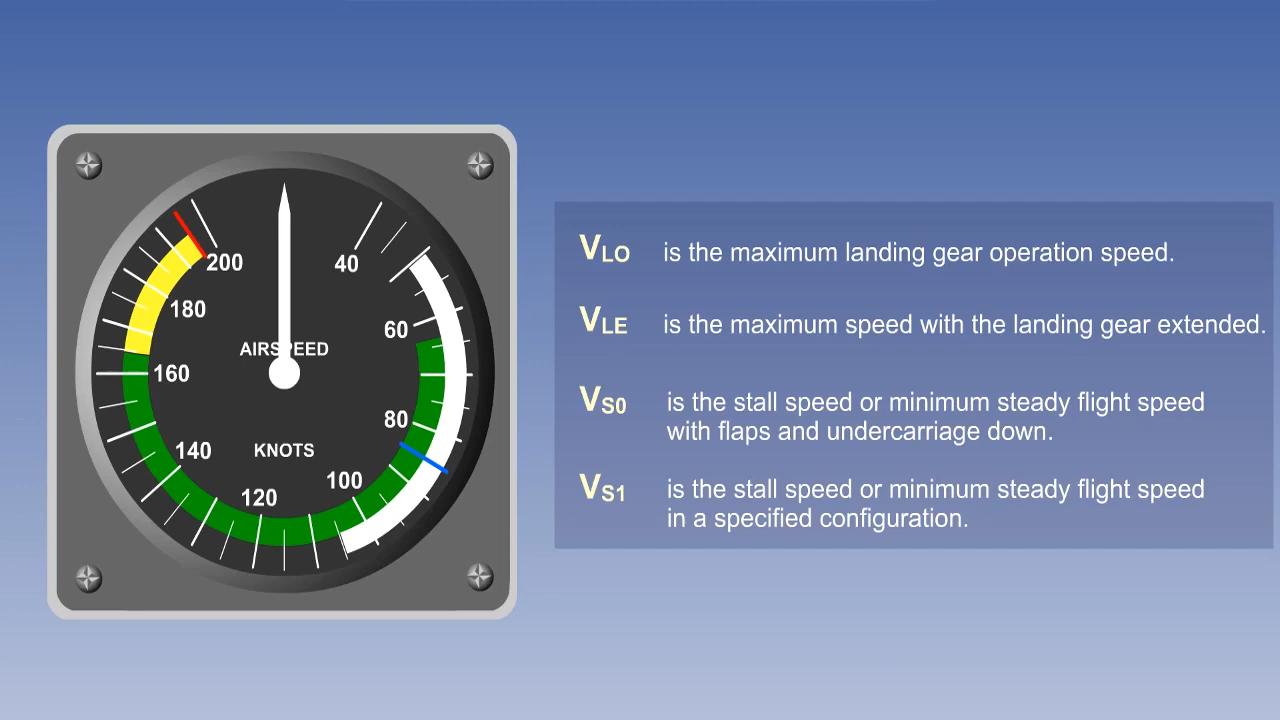 200
40
180
60
AIRSPEED
160
80
140
KNOTS
100
120
VLO is the maximum landing gear operation speed.
VLE is the maximum speed with the landing gear extended.
VS0 is the stall speed or minimum steady flight speed
with flaps and undercarriage down.
VS1 is the stall speed or minimum steady flight speed
in a specified configuration.